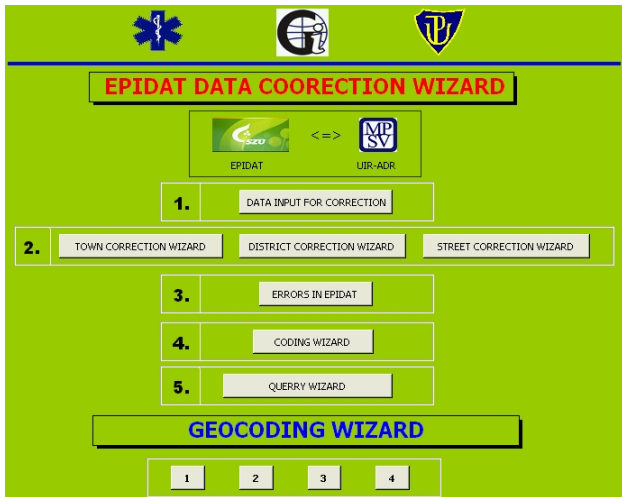 EPIDAT DATA COORECTION WIZARD
SZU <=> MPSV
EPIDAT UIR-ADR
1. DATA INPUT FOR CORRECTION
2. TOWN CORRECTION WIZARD DISTRICT CORRECTION WIZARD STREET CORRECTION WIZARD
3. ERRORS IN EPIDAT
4. CODING WIZARD
5. QUERRY WIZARD
GEOCODING WIZARD
1 2 3 4